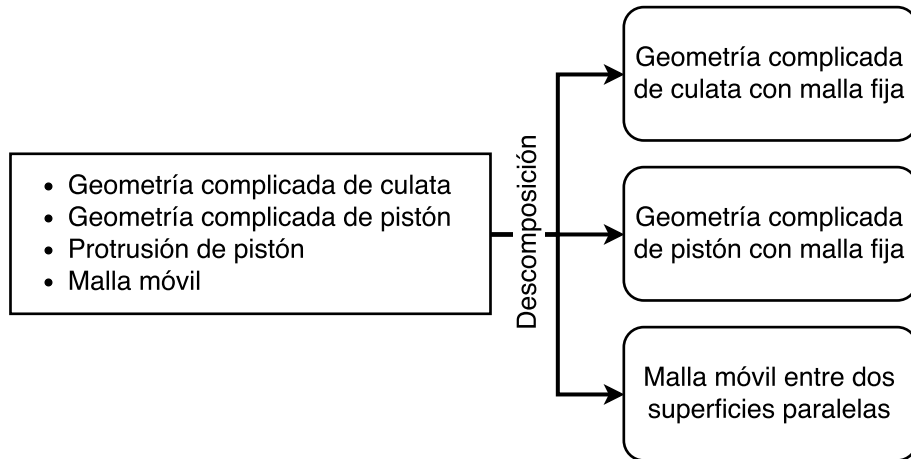 • Geometría complicada de culata
• Geometría complicada de pistón
• Protrusión de pistón
• Malla móvil
Descomposición
Geometría complicada
de culata con malla fija
Geometría complicada
de pistón con malla fija
Malla móvil entre dos
superficies paralelas